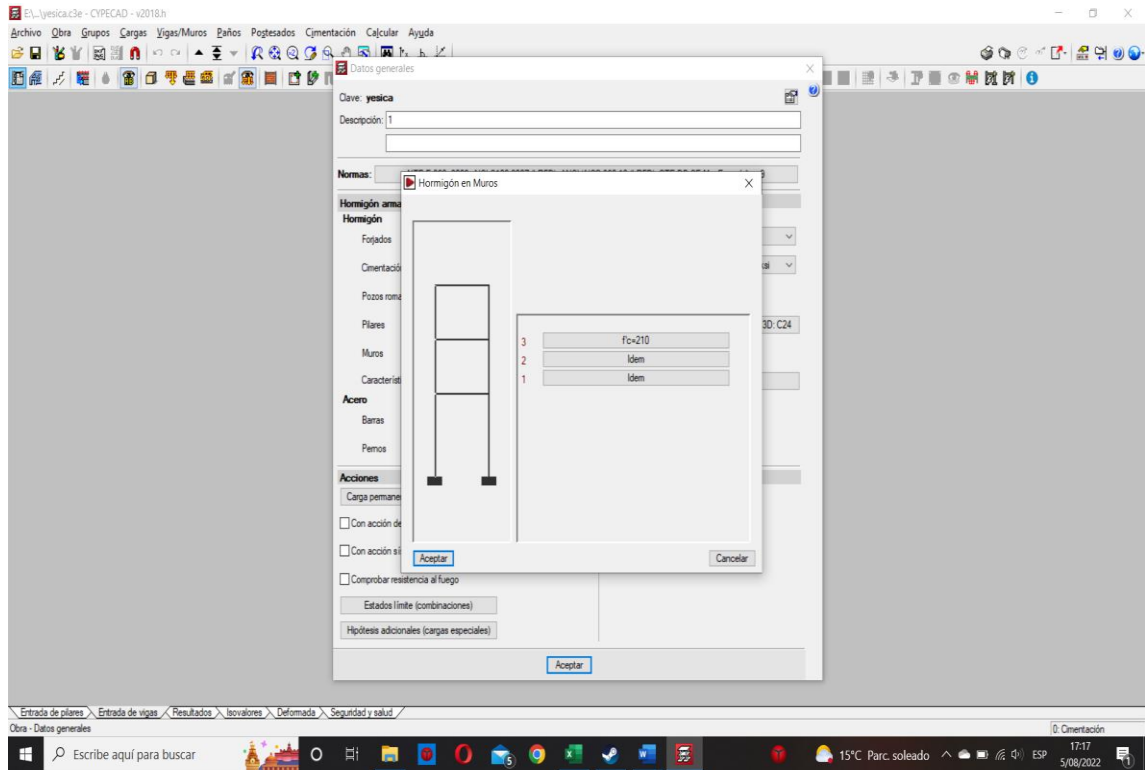 E:\...\yesica.c3e - CYPECAD - v2018.h
Archivo Obra Grupos Cargas Vigas/Muros Paños Postesados Cimentación Calcular Ayuda
Datos generales
Clave: yesica
Descripción: 1
Normas:
Hormigón en Muros
Hormigón arma
Hormigón
Forjados
Cimentació
Pozos roma
Pilares
3D: C24
Muros
Característ
Acero
Barras
Pernos
3 f'c=210
2 Idem
1 Idem
Acciones
Carga permane
Con acción de
Con acción sí
Aceptar Cancelar
Comprobar resistencia al fuego
Estados límite (combinaciones)
Hipótesis adicionales (cargas especiales)
Aceptar
Entrada de pilares Entrada de vigas Resultados Isovalores Deformada Seguridad y salud
Obra - Datos generales 0: Cimentación
Escribe aquí para buscar 5 15°C Parc. soleado ESP 17:17
5/08/2022 1